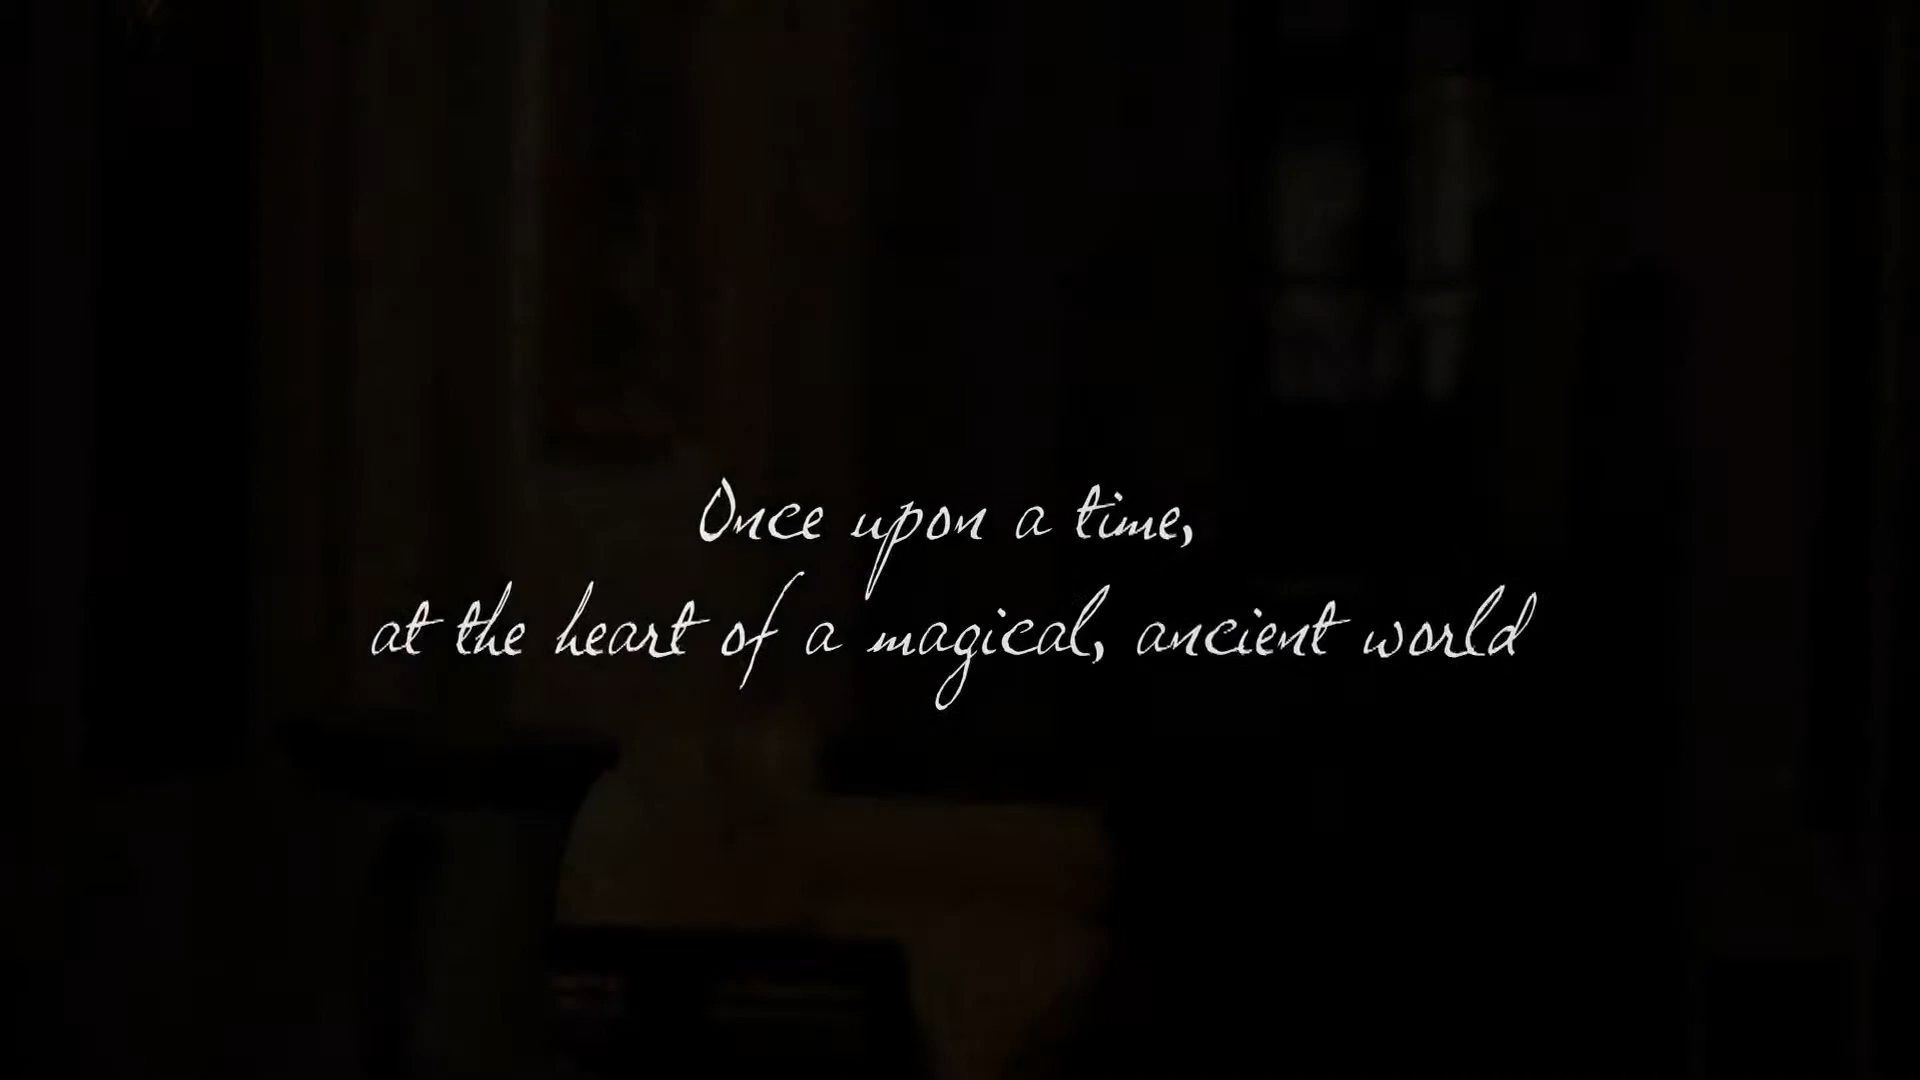 Once upon a time,
at the heart of a magical, ancient world